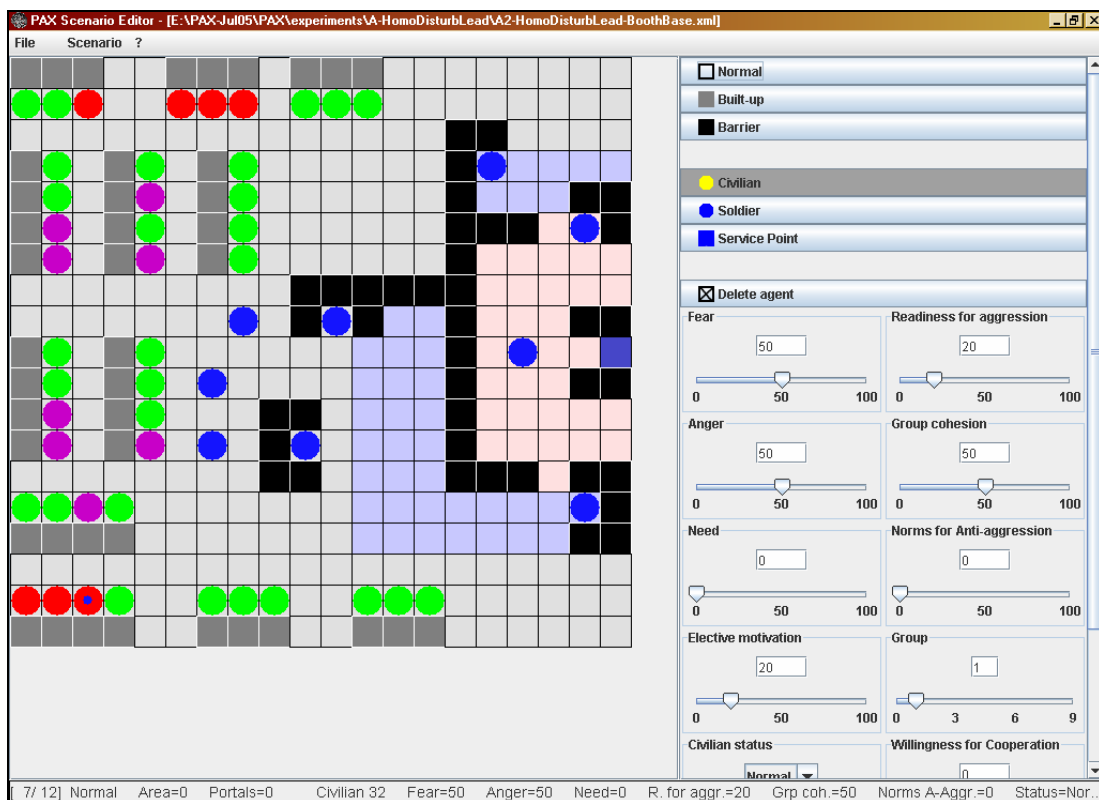 PAX Scenario Editor - [E:\PAX-Jul05\PAX\experiments\A-HomoDisturbLead\A2-HomoDisturbLead-BoothBase.xml]
File Scenario ?
Normal
Built-up
Barrier
Civilian
Soldier
Service Point
Delete agent
Fear Readiness for aggression
50 20
0 50 100 0 50 100
Anger Group cohesion
50 50
0 50 100 0 50 100
Need Norms for Anti-aggression
0 0
0 50 100 0 50 100
Elective motivation Group
20 1
0 50 100 0 3 6 9
Civilian status Willingness for Cooperation
Normal 0
[ 7/ 12] Normal Area=0 Portals=0 Civilian 32 Fear=50 Anger=50 Need=0 R. for aggr.=20 Grp coh.=50 Norms A-Aggr.=0 Status=Nor...